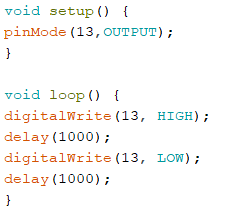 void setup() {
pinMode(13,OUTPUT);
}

void loop() {
digitalWrite(13, HIGH);
delay(1000);
digitalWrite(13, LOW);
delay(1000);
}